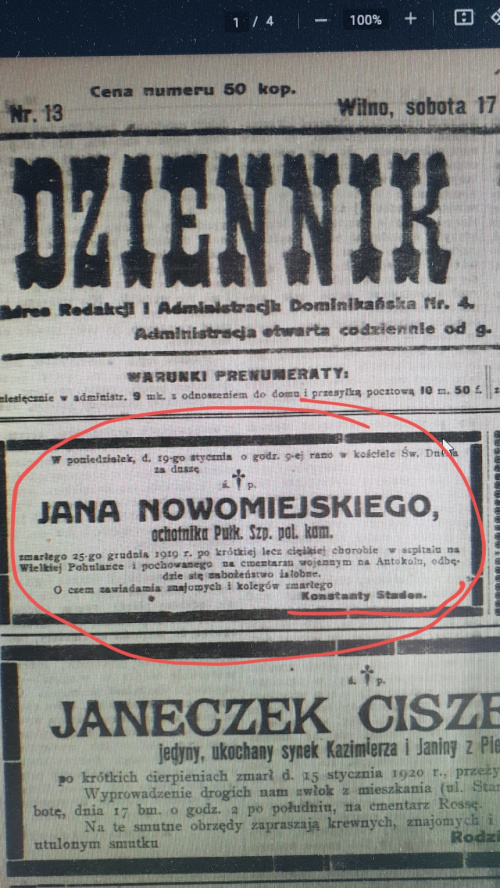 1 / 4 — 100% +
Cena numeru 50 kop.
Nr. 13 Wilno, sobota 17
DZIENNIK
Adres Redakcji i Administracji: Dominikańska Nr. 4.
Administracja otwarta codziennie od g.
WARUNKI PRENUMERATY:
miesięcznie w administr. 9 mk. z odnoszeniem do domu i przesyłką pocztową 10 m. 50 f.
W poniedziałek, d. 19-go stycznia o godz. 9-ej rano w kościele Św. Ducha
za duszę
ś. † p.
JANA NOWOMIEJSKIEGO,
ochotnika Pułk. Szp. pol. kom.
zmarłego 25-go grudnia 1919 r. po krótkiej lecz ciężkiej chorobie w szpitalu na
Wielkiej Pohulance i pochowanego na cmentarzu wojennym na Antokolu, odbę-
dzie się nabożeństwo żałobne.
O czem zawiadamia znajomych i kolegów zmarłego
Konstanty Staden.
ś. † p.
JANECZEK CISZE
jedyny, ukochany synek Kazimierza i Janiny z Pie
po krótkich cierpieniach zmarł d. 15 stycznia 1920 r., przeży
Wyprowadzenie drogich nam zwłok z mieszkania (ul. Star
botę, dnia 17 bm. o godz. 2 po południu, na cmentarz Rossę.
Na te smutne obrzędy zapraszają krewnych, znajomych i
utulonym smutku Rodzi